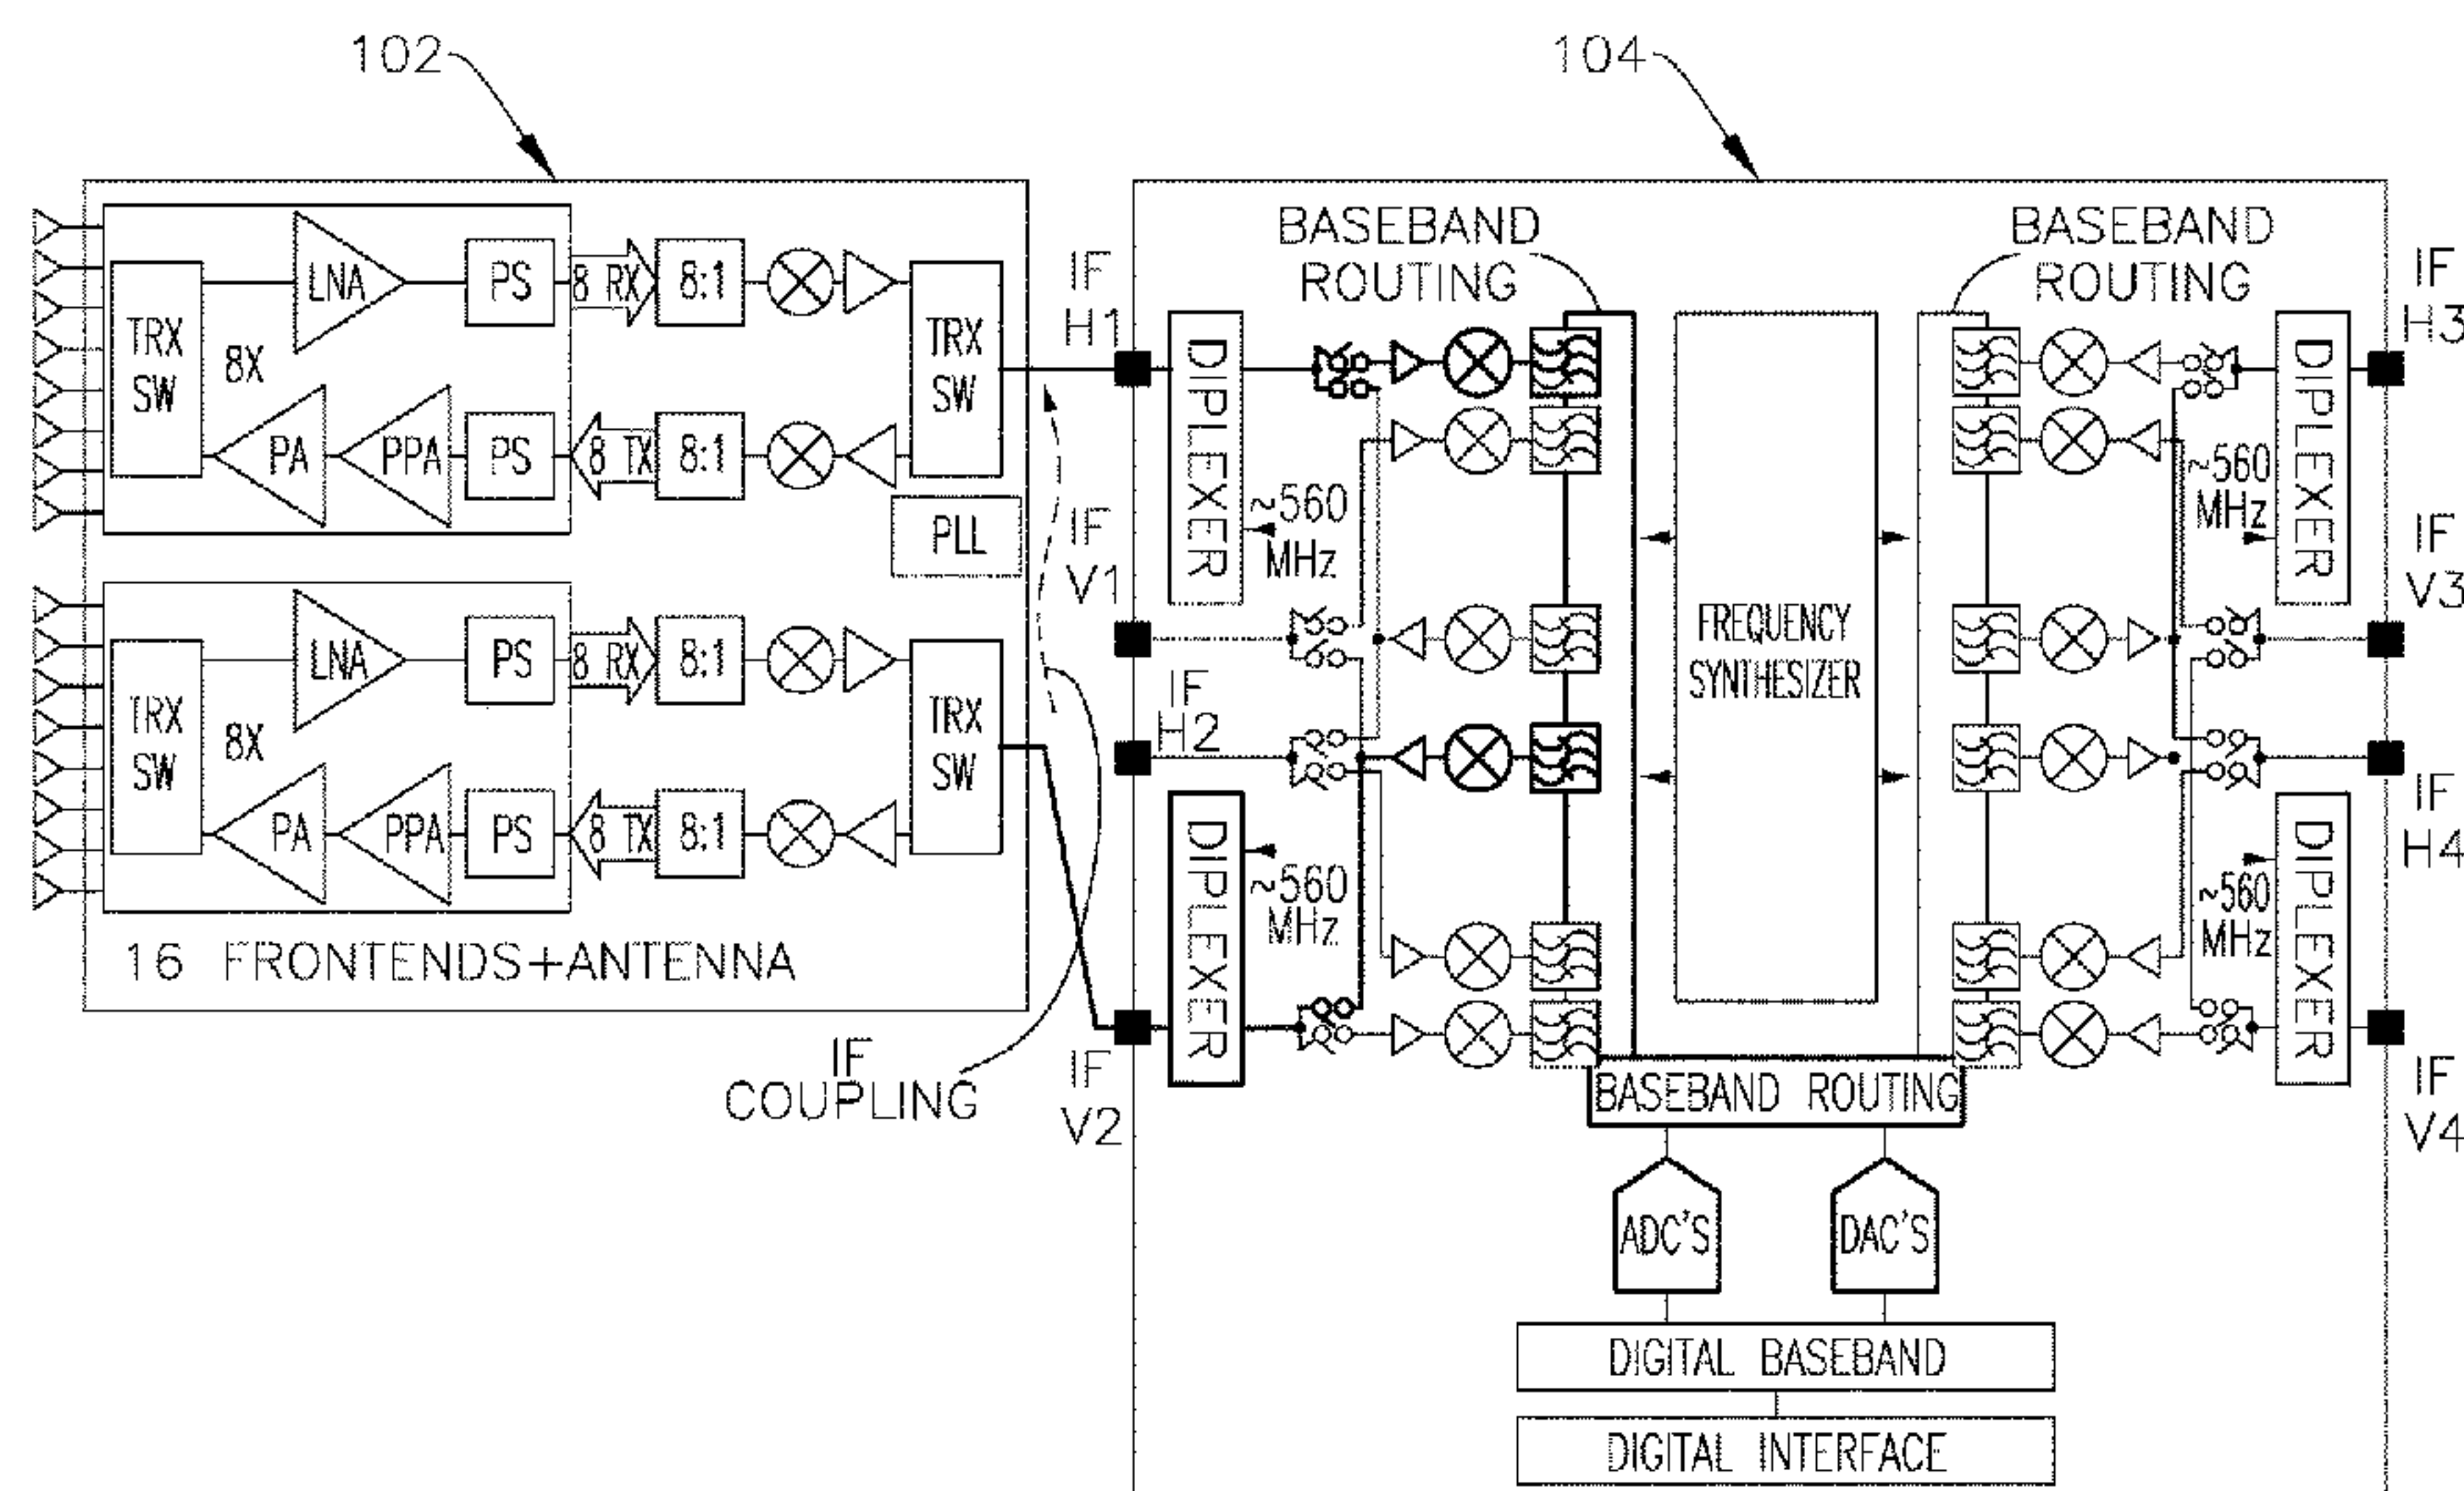 102
104
BASEBAND
ROUTING
BASEBAND
ROUTING
IF
H1
IF
H3
TRX
SW
LNA
PS
8 RX
8:1
TRX
SW
8X
PA
PPA
PS
8 TX
8:1
PLL
IF
V1
DIPLEXER
~560
MHz
FREQUENCY
SYNTHESIZER
~560
MHz
DIPLEXER
IF
V3
TRX
SW
LNA
PS
8 RX
8:1
TRX
SW
8X
PA
PPA
PS
8 TX
8:1
IF
H2
16 FRONTENDS+ANTENNA
DIPLEXER
~560
MHz
~560
MHz
DIPLEXER
IF
H4
IF
COUPLING
IF
V2
IF
V4
BASEBAND ROUTING
ADC'S
DAC'S
DIGITAL BASEBAND
DIGITAL INTERFACE